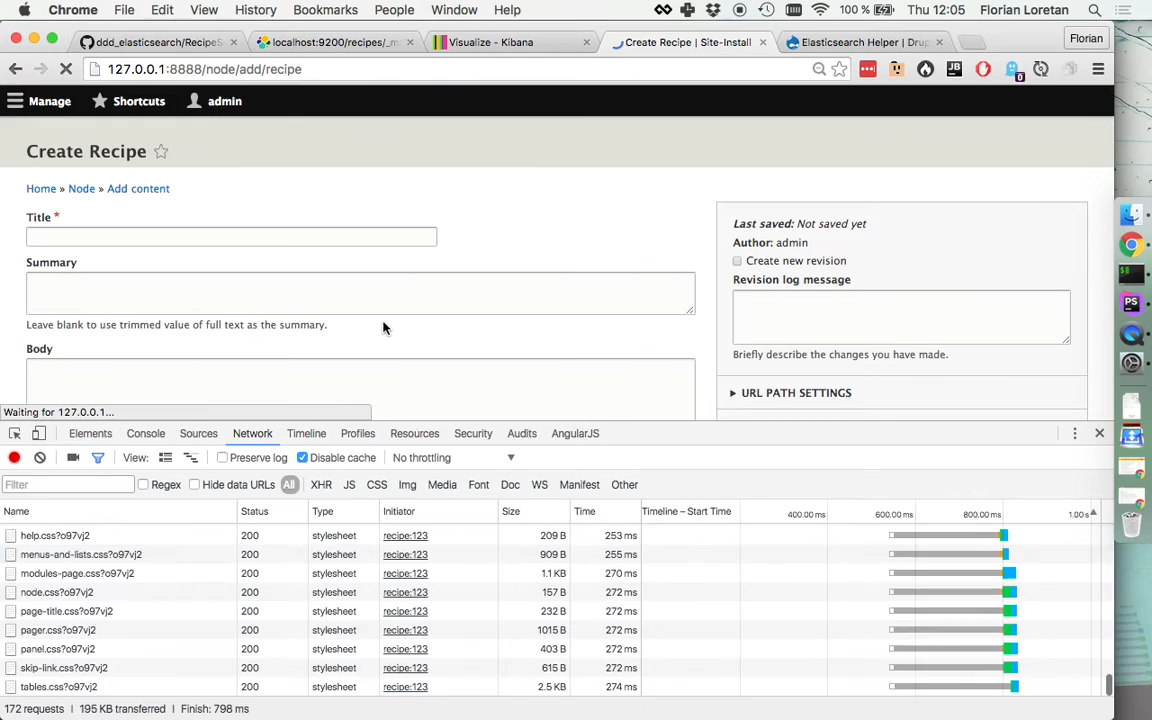 Chrome File Edit View History Bookmarks People Window Help 100 % Thu 12:05 Florian Loretan
ddd_elasticsearch/RecipeS × localhost:9200/recipes/_m × Visualize - Kibana × Create Recipe | Site-Install × Elasticsearch Helper | Drup × Florian
127.0.0.1:8888/node/add/recipe
Manage Shortcuts admin
Create Recipe
Home » Node » Add content
Title *
Summary
Leave blank to use trimmed value of full text as the summary.
Body
Last saved: Not saved yet
Author: admin
Create new revision
Revision log message
Briefly describe the changes you have made.
URL PATH SETTINGS
Waiting for 127.0.0.1...
Elements Console Sources Network Timeline Profiles Resources Security Audits AngularJS
View: Preserve log Disable cache No throttling
Filter Regex Hide data URLs All XHR JS CSS Img Media Font Doc WS Manifest Other
Name Status Type Initiator Size Time Timeline – Start Time 400.00 ms 600.00 ms 800.00 ms 1.00 s
help.css?o97vj2 200 stylesheet recipe:123 209 B 253 ms
menus-and-lists.css?o97vj2 200 stylesheet recipe:123 909 B 255 ms
modules-page.css?o97vj2 200 stylesheet recipe:123 1.1 KB 270 ms
node.css?o97vj2 200 stylesheet recipe:123 157 B 272 ms
page-title.css?o97vj2 200 stylesheet recipe:123 232 B 272 ms
pager.css?o97vj2 200 stylesheet recipe:123 1015 B 272 ms
panel.css?o97vj2 200 stylesheet recipe:123 403 B 272 ms
skip-link.css?o97vj2 200 stylesheet recipe:123 615 B 272 ms
tables.css?o97vj2 200 stylesheet recipe:123 2.5 KB 274 ms
172 requests | 195 KB transferred | Finish: 798 ms